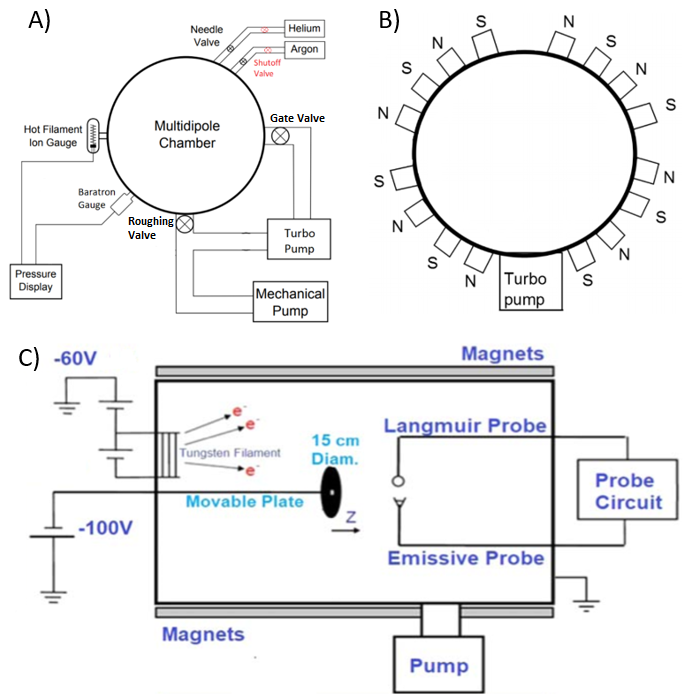 A)
Needle
Valve
Helium
Argon
Shutoff
Valve
Gate Valve
Multidipole
Chamber
Hot Filament
Ion Gauge
Baratron
Gauge
Roughing
Valve
Turbo
Pump
Pressure
Display
Mechanical
Pump
B)
S
N
N
S
S
N
N
S
S
N
N
S
S
N
N
S
Turbo
pump
C)
-60V
Magnets
e-
e-
e-
Tungsten Filament
15 cm
Diam.
Langmuir Probe
Movable Plate
Z
Probe
Circuit
-100V
Emissive Probe
Magnets
Pump